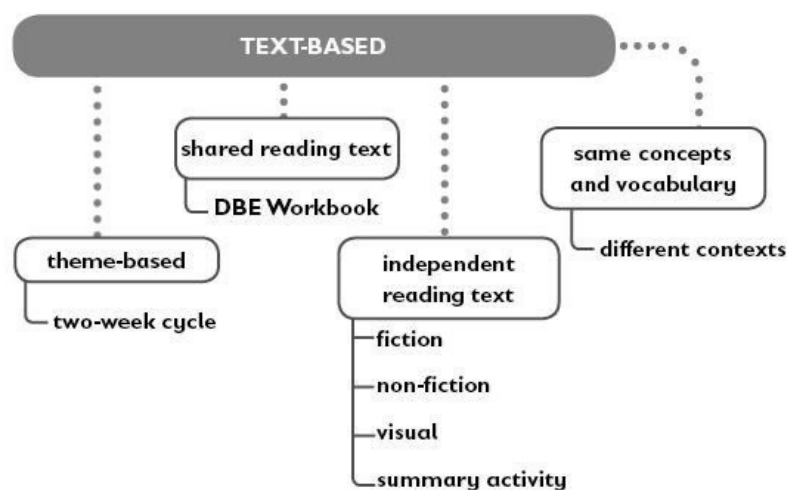 TEXT-BASED
shared reading text
DBE Workbook
same concepts
and vocabulary
different contexts
theme-based
two-week cycle
independent
reading text
fiction
non-fiction
visual
summary activity